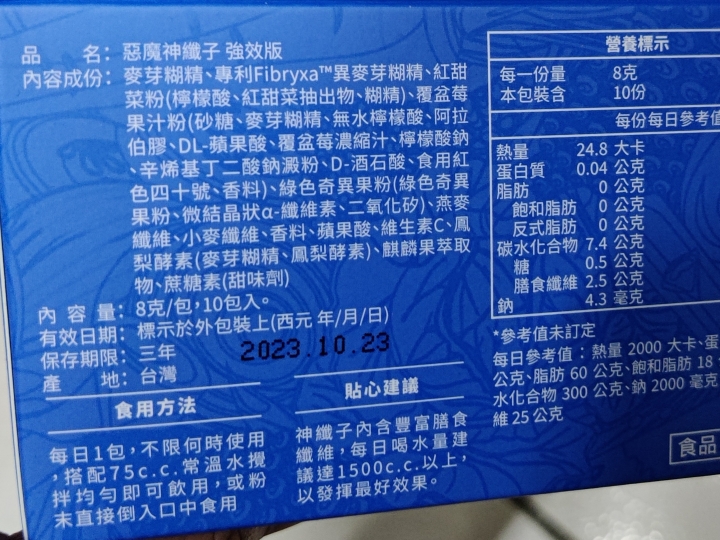 品　　名：惡魔神纖子 強效版
內容成份：麥芽糊精、專利Fibryxa™異麥芽糊精、紅甜
菜粉(檸檬酸、紅甜菜抽出物、糊精)、覆盆莓
果汁粉(砂糖、麥芽糊精、無水檸檬酸、阿拉
伯膠、DL-蘋果酸、覆盆莓濃縮汁、檸檬酸鈉
、辛烯基丁二酸鈉澱粉、D-酒石酸、食用紅
色四十號、香料)、綠色奇異果粉(綠色奇異
果粉、微結晶狀α-纖維素、二氧化矽)、燕麥
纖維、小麥纖維、香料、蘋果酸、維生素C、鳳
梨酵素(麥芽糊精、鳳梨酵素)、麒麟果萃取
物、蔗糖素(甜味劑)
內 容 量：8克/包，10包入。
有效日期：標示於外包裝上(西元 年/月/日)
保存期限：三年
2023.10.23
產　　地：台灣
食用方法
每日1包，不限何時使用
，搭配75c.c.常溫水攪
拌均勻即可飲用，或粉
末直接倒入口中食用
貼心建議
神纖子內含豐富膳食
纖維，每日喝水量建
議達1500c.c.以上，
以發揮最好效果。
營養標示
每一份量 8克
本包裝含 10份
每份每日參考值
熱量 24.8 大卡
蛋白質 0.04 公克
脂肪 0 公克
飽和脂肪 0 公克
反式脂肪 0 公克
碳水化合物 7.4 公克
糖 0.5 公克
膳食纖維 2.5 公克
鈉 4.3 毫克
*參考值未訂定
每日參考值：熱量 2000 大卡、蛋
公克、脂肪 60 公克、飽和脂肪 18
水化合物 300 公克、鈉 2000 毫克
維 25 公克
食品